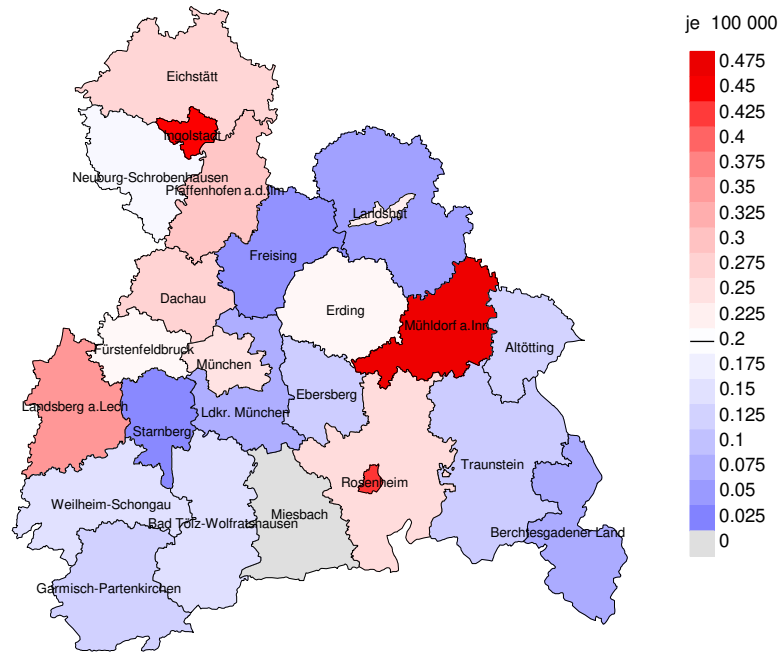 je 100 000
0.475
0.45
0.425
0.4
0.375
0.35
0.325
0.3
0.275
0.25
0.225
0.2
0.175
0.15
0.125
0.1
0.075
0.05
0.025
0
Eichstätt
Ingolstadt
Neuburg-Schrobenhausen
Pfaffenhofen a.d.Ilm
Landshut
Freising
Dachau
Erding
Mühldorf a.Inn
Altötting
Fürstenfeldbruck
München
Ebersberg
Landsberg a.Lech
Ldkr. München
Starnberg
Traunstein
Rosenheim
Weilheim-Schongau
Miesbach
Bad Tölz-Wolfratshausen
Berchtesgadener Land
Garmisch-Partenkirchen